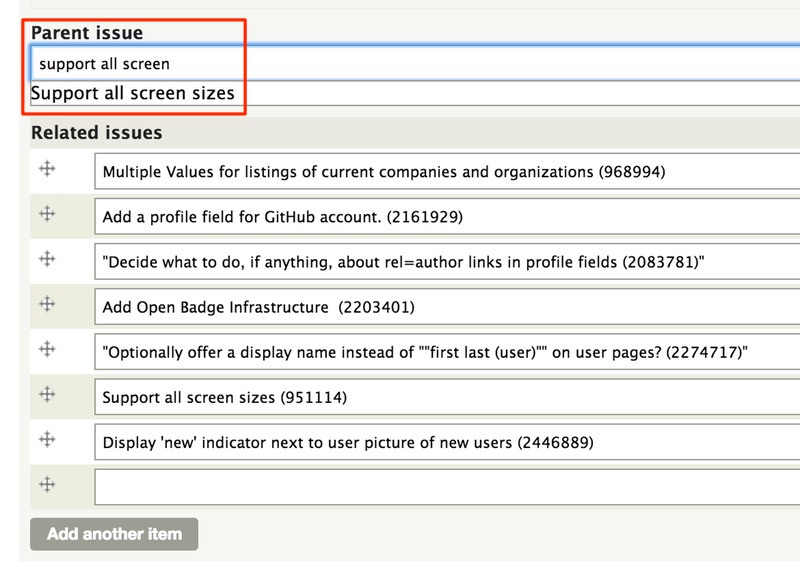 Parent issue
support all screen
Support all screen sizes
Related issues
Multiple Values for listings of current companies and organizations (968994)
Add a profile field for GitHub account. (2161929)
"Decide what to do, if anything, about rel=author links in profile fields (2083781)"
Add Open Badge Infrastructure  (2203401)
"Optionally offer a display name instead of ""first last (user)"" on user pages? (2274717)"
Support all screen sizes (951114)
Display 'new' indicator next to user picture of new users (2446889)
Add another item